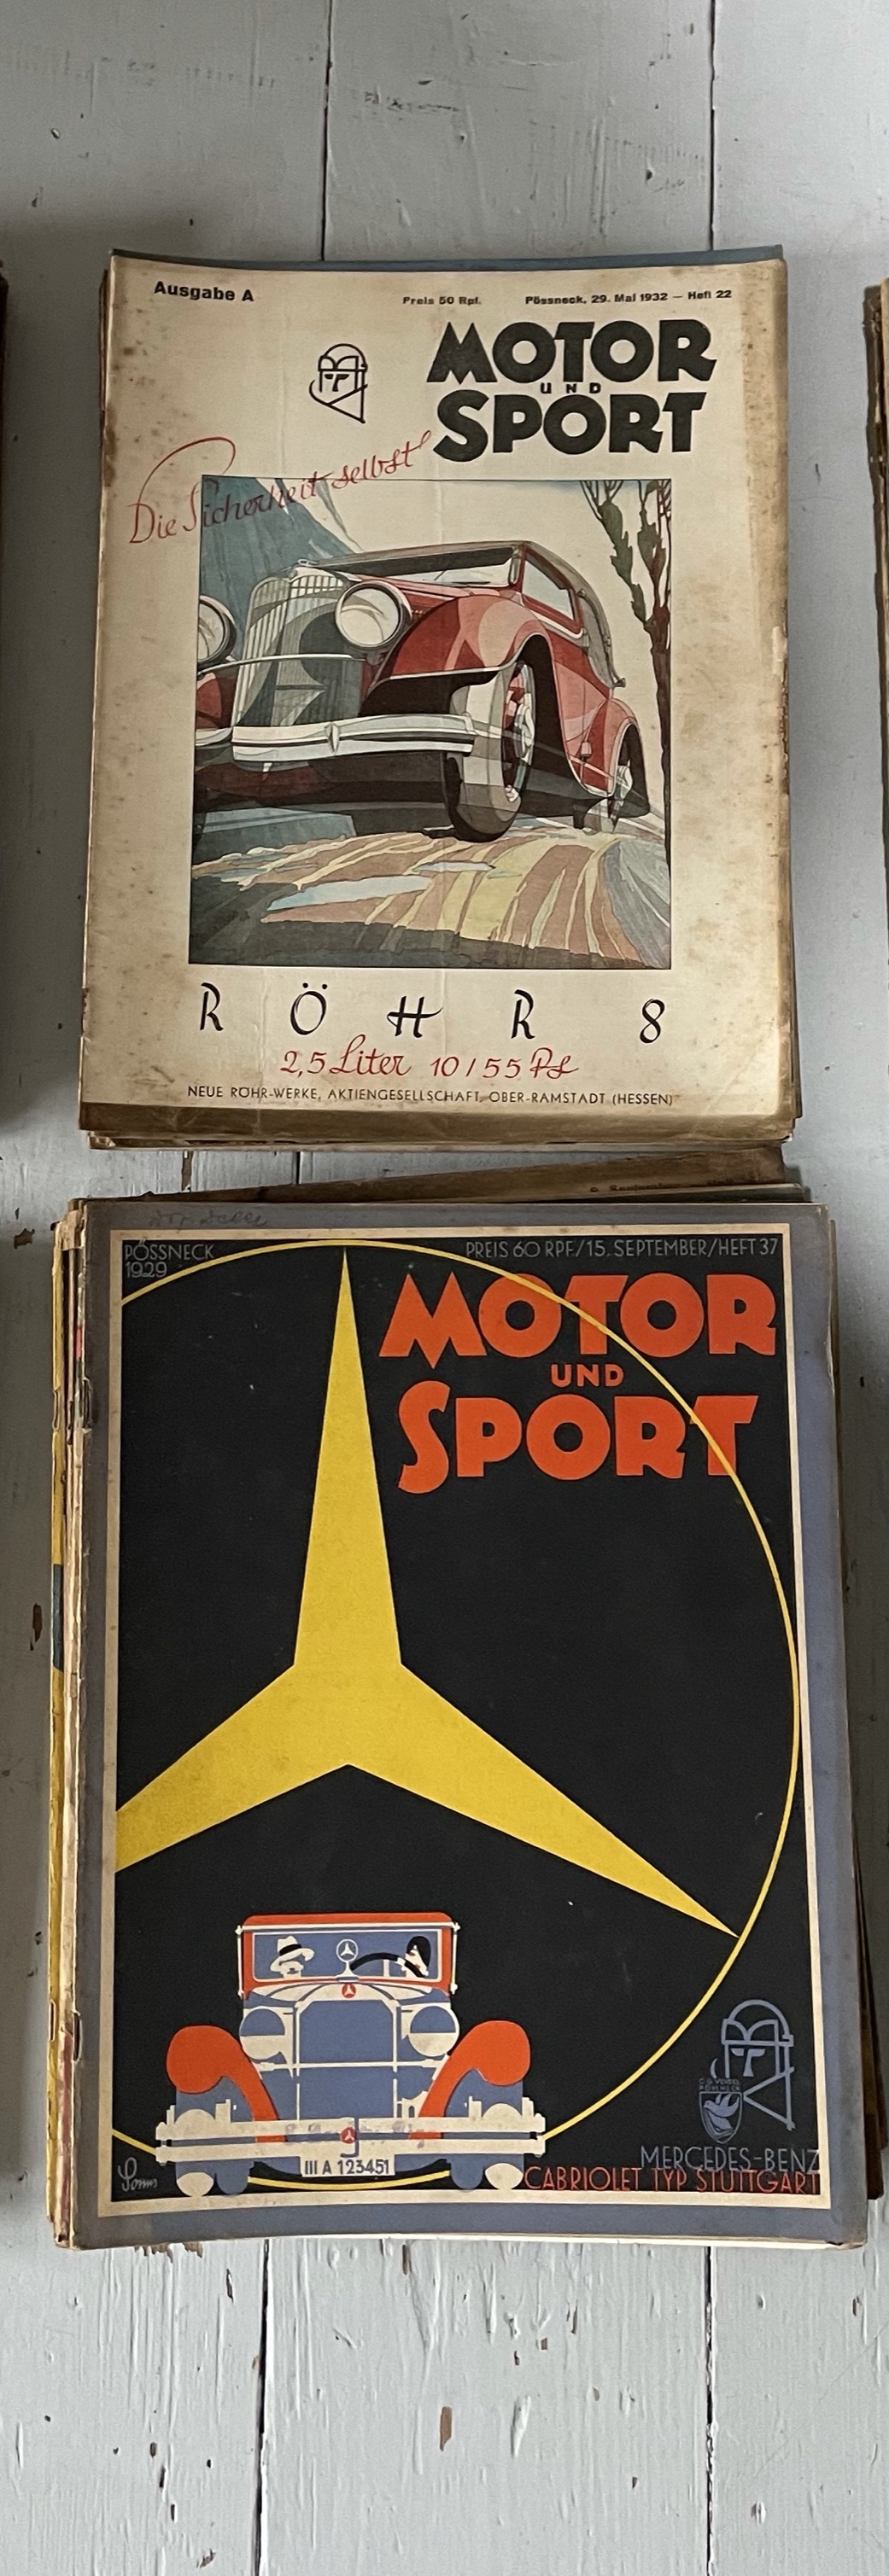 Ausgabe A
Preis 50 Rpf.
Pössneck, 29. Mai 1932 — Heft 22
MOTOR
UND
SPORT
Die Sicherheit selbst
RÖHR 8
2,5 Liter 10/55 PS
NEUE RÖHR-WERKE, AKTIENGESELLSCHAFT, OBER-RAMSTADT (HESSEN)
PÖSSNECK
1929
PREIS 60 RPF/15. SEPTEMBER/HEFT 37
MOTOR
UND
SPORT
III A 123451
MERCEDES-BENZ
CABRIOLET TYP STUTTGART